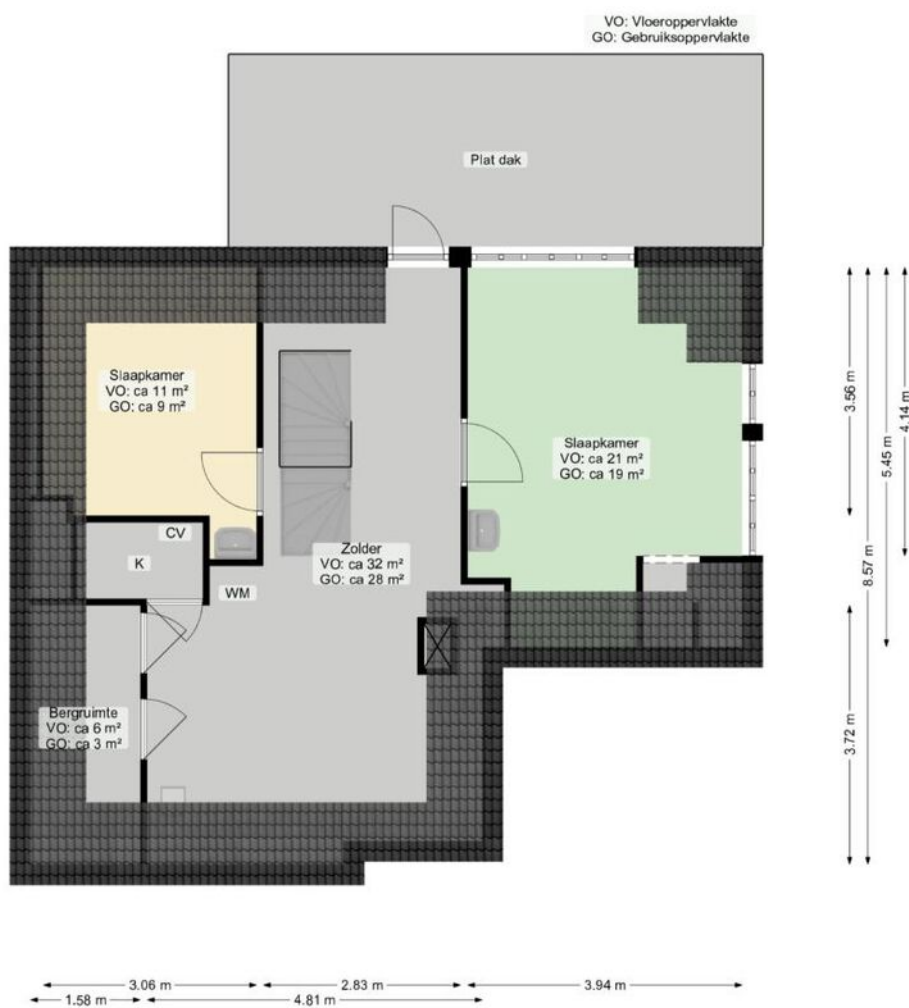 VO: Vloeroppervlakte
GO: Gebruiksoppervlakte
Plat dak
Slaapkamer
VO: ca 11 m²
GO: ca 9 m²
Slaapkamer
VO: ca 21 m²
GO: ca 19 m²
CV
K
Zolder
VO: ca 32 m²
GO: ca 28 m²
WM
Bergruimte
VO: ca 6 m²
GO: ca 3 m²
3.56 m
4.14 m
5.45 m
8.57 m
3.72 m
3.06 m
2.83 m
3.94 m
1.58 m
4.81 m